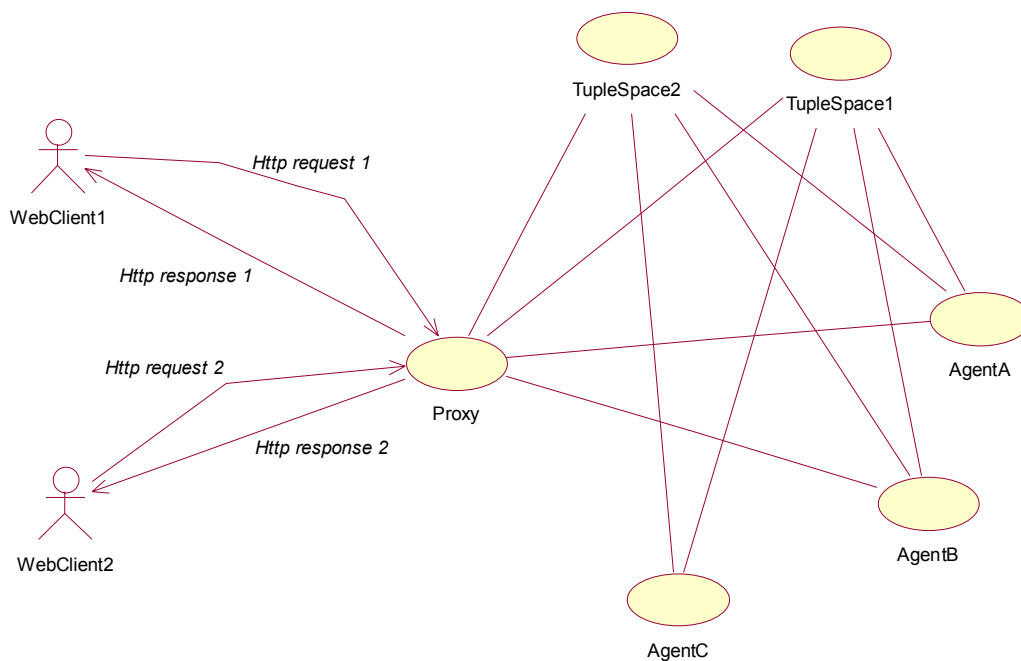 TupleSpace2
TupleSpace1
Http request 1
WebClient1
Http response 1
Http request 2
AgentA
Proxy
Http response 2
AgentB
WebClient2
AgentC